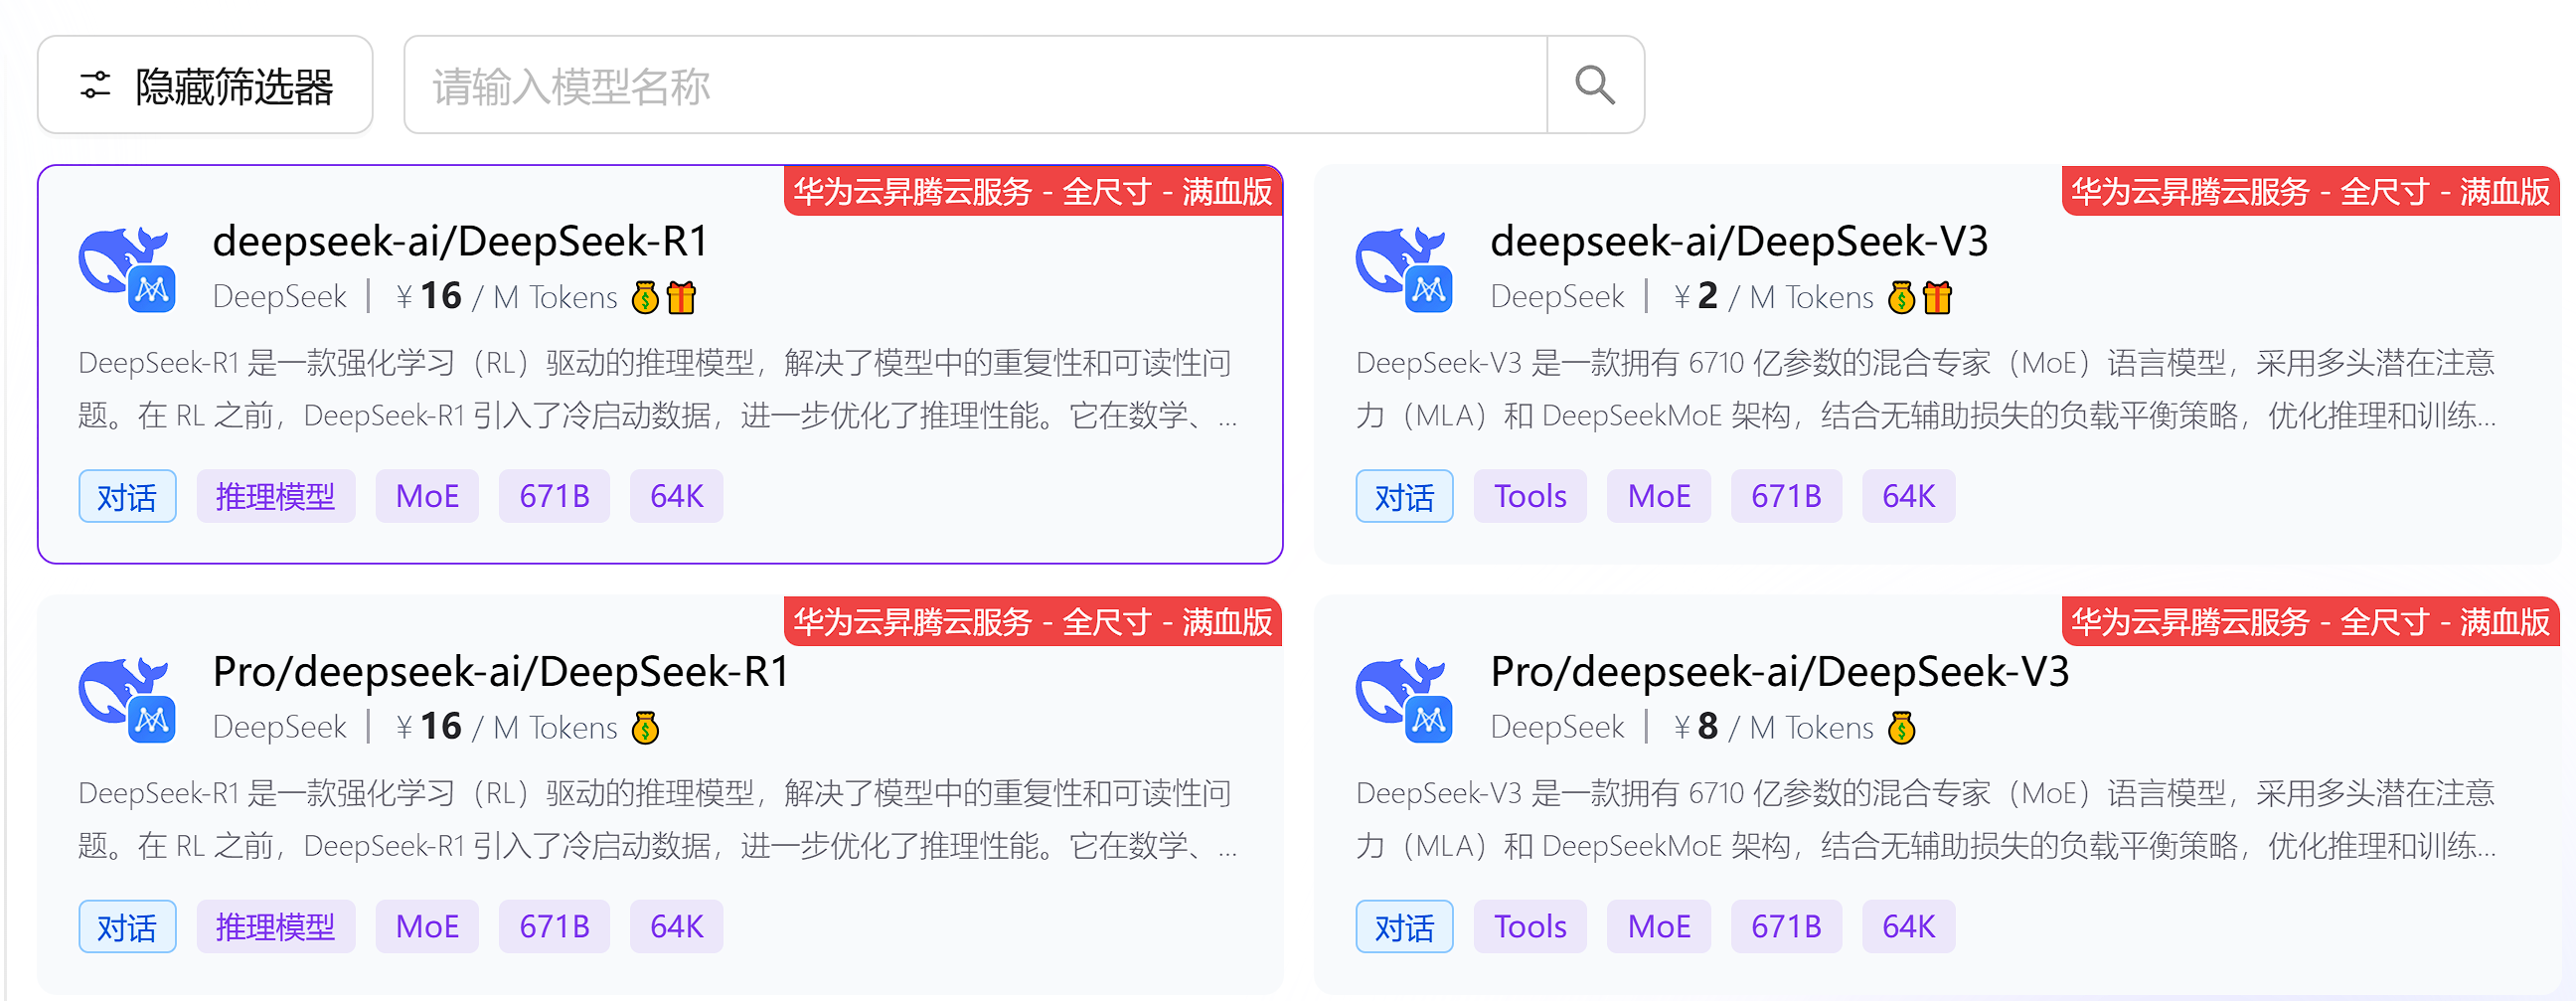 隐藏筛选器
请输入模型名称
华为云昇腾云服务 - 全尺寸 - 满血版
deepseek-ai/DeepSeek-R1
DeepSeek | ¥ 16 / M Tokens
DeepSeek-R1 是一款强化学习（RL）驱动的推理模型，解决了模型中的重复性和可读性问
题。在 RL 之前，DeepSeek-R1 引入了冷启动数据，进一步优化了推理性能。它在数学、...
对话 推理模型 MoE 671B 64K
华为云昇腾云服务 - 全尺寸 - 满血版
deepseek-ai/DeepSeek-V3
DeepSeek | ¥ 2 / M Tokens
DeepSeek-V3 是一款拥有 6710 亿参数的混合专家（MoE）语言模型，采用多头潜在注意
力（MLA）和 DeepSeekMoE 架构，结合无辅助损失的负载平衡策略，优化推理和训练...
对话 Tools MoE 671B 64K
华为云昇腾云服务 - 全尺寸 - 满血版
Pro/deepseek-ai/DeepSeek-R1
DeepSeek | ¥ 16 / M Tokens
DeepSeek-R1 是一款强化学习（RL）驱动的推理模型，解决了模型中的重复性和可读性问
题。在 RL 之前，DeepSeek-R1 引入了冷启动数据，进一步优化了推理性能。它在数学、...
对话 推理模型 MoE 671B 64K
华为云昇腾云服务 - 全尺寸 - 满血版
Pro/deepseek-ai/DeepSeek-V3
DeepSeek | ¥ 8 / M Tokens
DeepSeek-V3 是一款拥有 6710 亿参数的混合专家（MoE）语言模型，采用多头潜在注意
力（MLA）和 DeepSeekMoE 架构，结合无辅助损失的负载平衡策略，优化推理和训练...
对话 Tools MoE 671B 64K